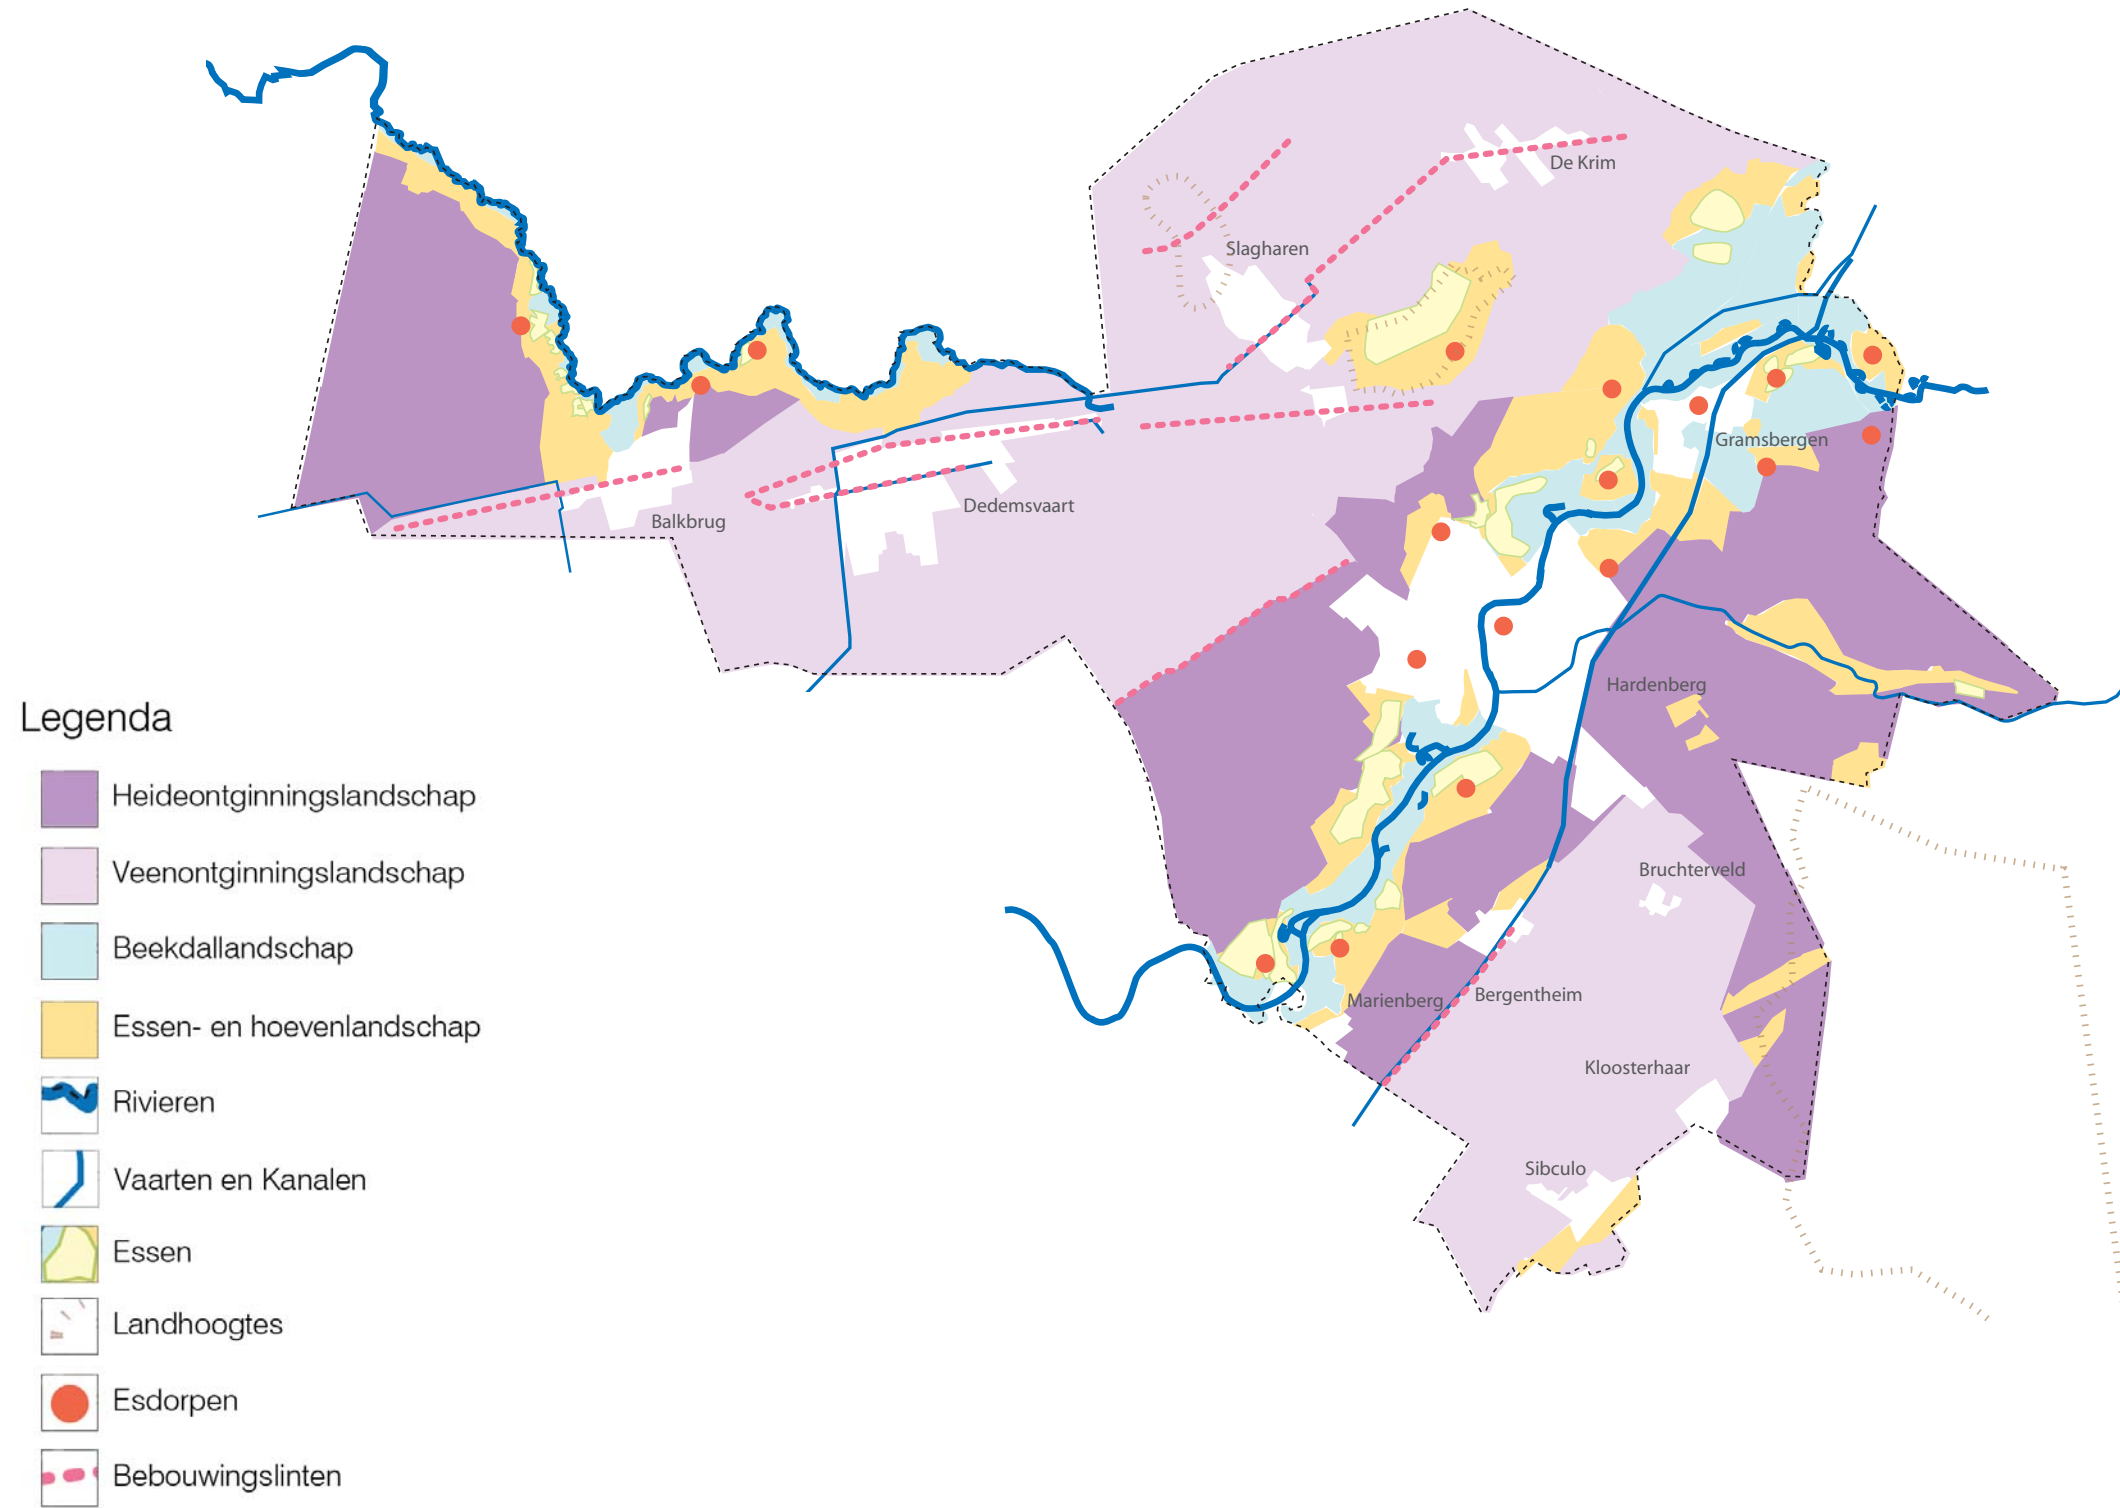 De Krim
Slagharen
Gramsbergen
Dedemsvaart
Balkbrug
Hardenberg
Bruchterveld
Marienberg
Bergentheim
Kloosterhaar
Sibculo
Legenda
Heideontginningslandschap
Veenontginningslandschap
Beekdallandschap
Essen- en hoevenlandschap
Rivieren
Vaarten en Kanalen
Essen
Landhoogtes
Esdorpen
Bebouwingslinten